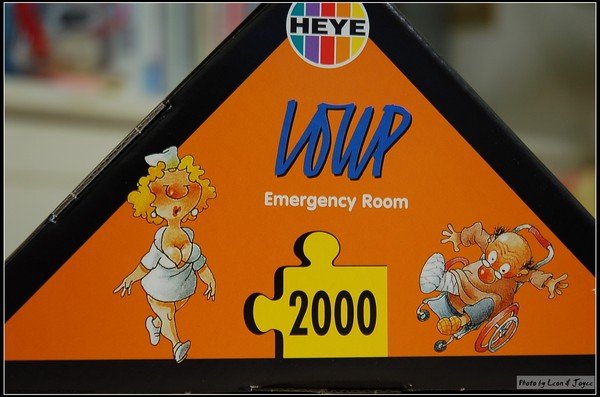 HEYE
LOUP
Emergency Room
2000
Photo by Leon & Joyce